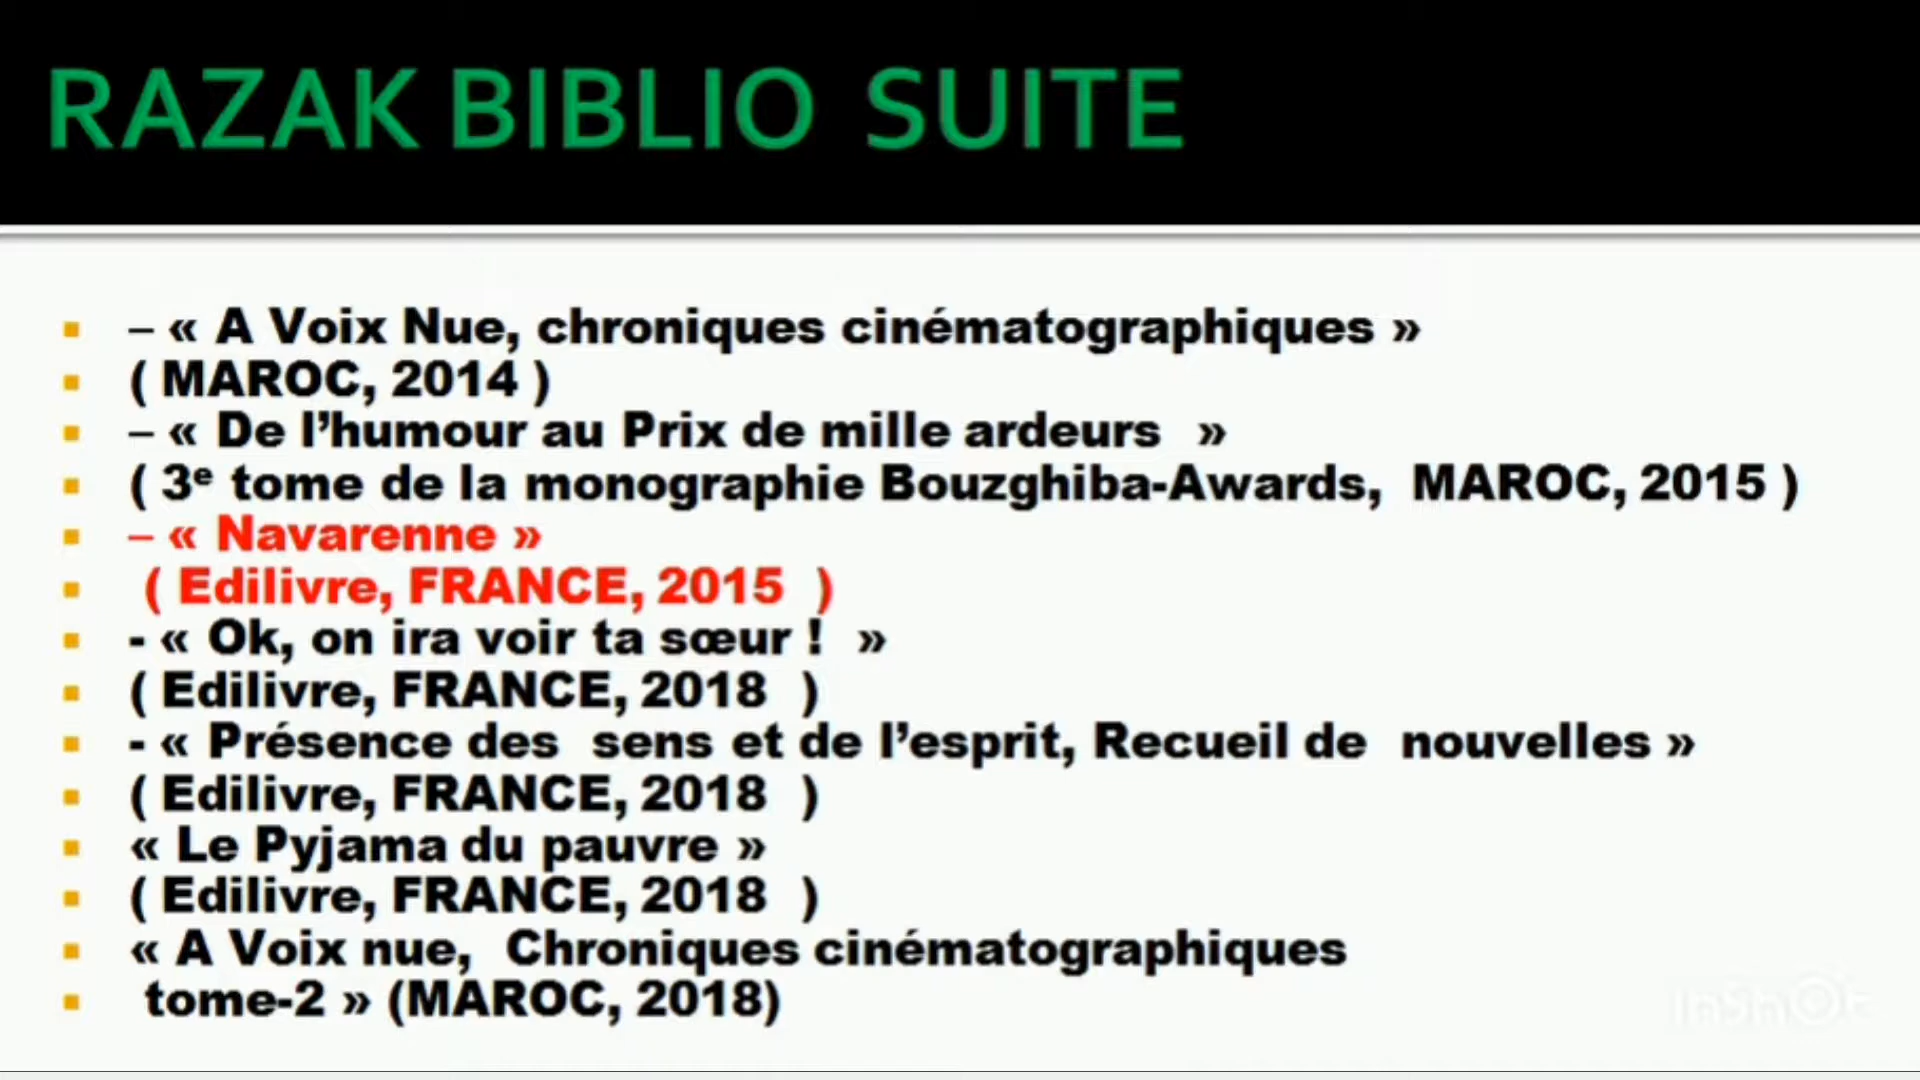 RAZAK BIBLIO SUITE
– « A Voix Nue, chroniques cinématographiques »
( MAROC, 2014 )
– « De l’humour au Prix de mille ardeurs »
( 3e tome de la monographie Bouzghiba-Awards, MAROC, 2015 )
– « Navarenne »
( Edilivre, FRANCE, 2015 )
- « Ok, on ira voir ta sœur ! »
( Edilivre, FRANCE, 2018 )
- « Présence des sens et de l’esprit, Recueil de nouvelles »
( Edilivre, FRANCE, 2018 )
« Le Pyjama du pauvre »
( Edilivre, FRANCE, 2018 )
« A Voix nue, Chroniques cinématographiques
tome-2 » (MAROC, 2018)
InShOt